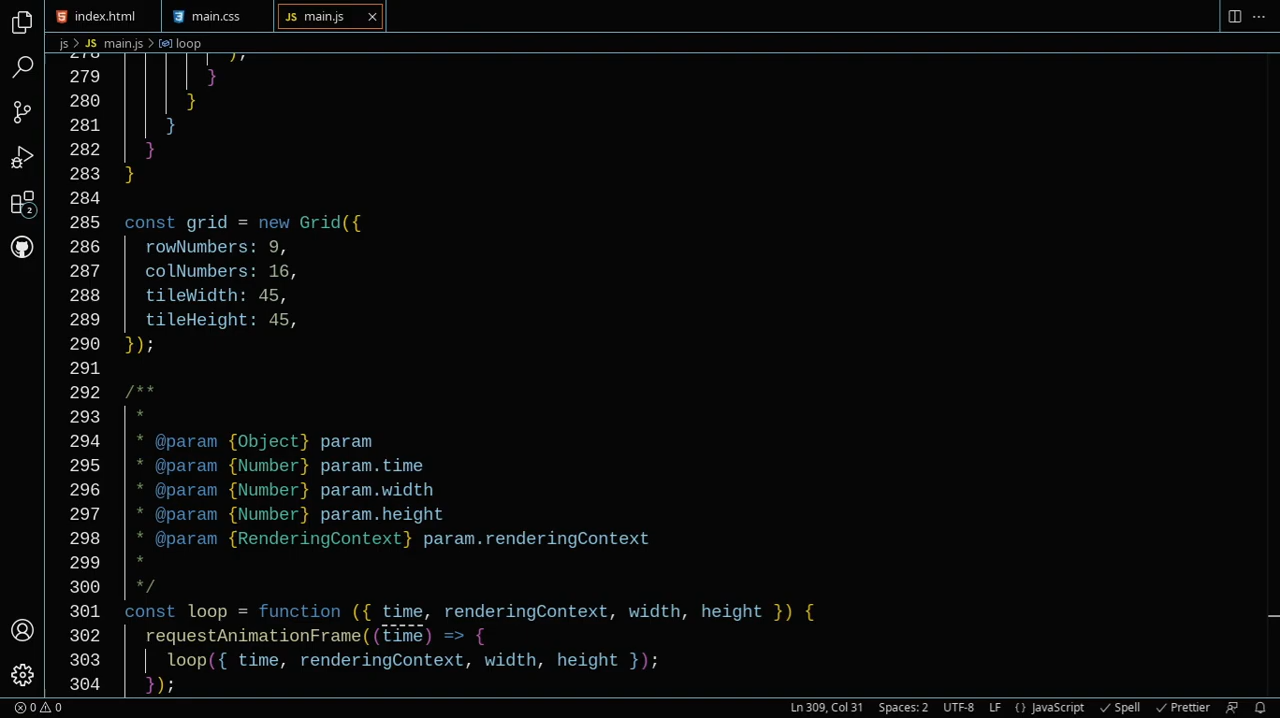 index.html
main.css
JS main.js
js > JS main.js > loop
278 );
279 }
280 }
281 }
282 }
283 }
284
285 const grid = new Grid({
286 rowNumbers: 9,
287 colNumbers: 16,
288 tileWidth: 45,
289 tileHeight: 45,
290 });
291
292 /**
293 *
294 * @param {Object} param
295 * @param {Number} param.time
296 * @param {Number} param.width
297 * @param {Number} param.height
298 * @param {RenderingContext} param.renderingContext
299 *
300 */
301 const loop = function ({ time, renderingContext, width, height }) {
302 requestAnimationFrame((time) => {
303 loop({ time, renderingContext, width, height });
304 });
2
0 0 Ln 309, Col 31 Spaces: 2 UTF-8 LF {} JavaScript Spell Prettier